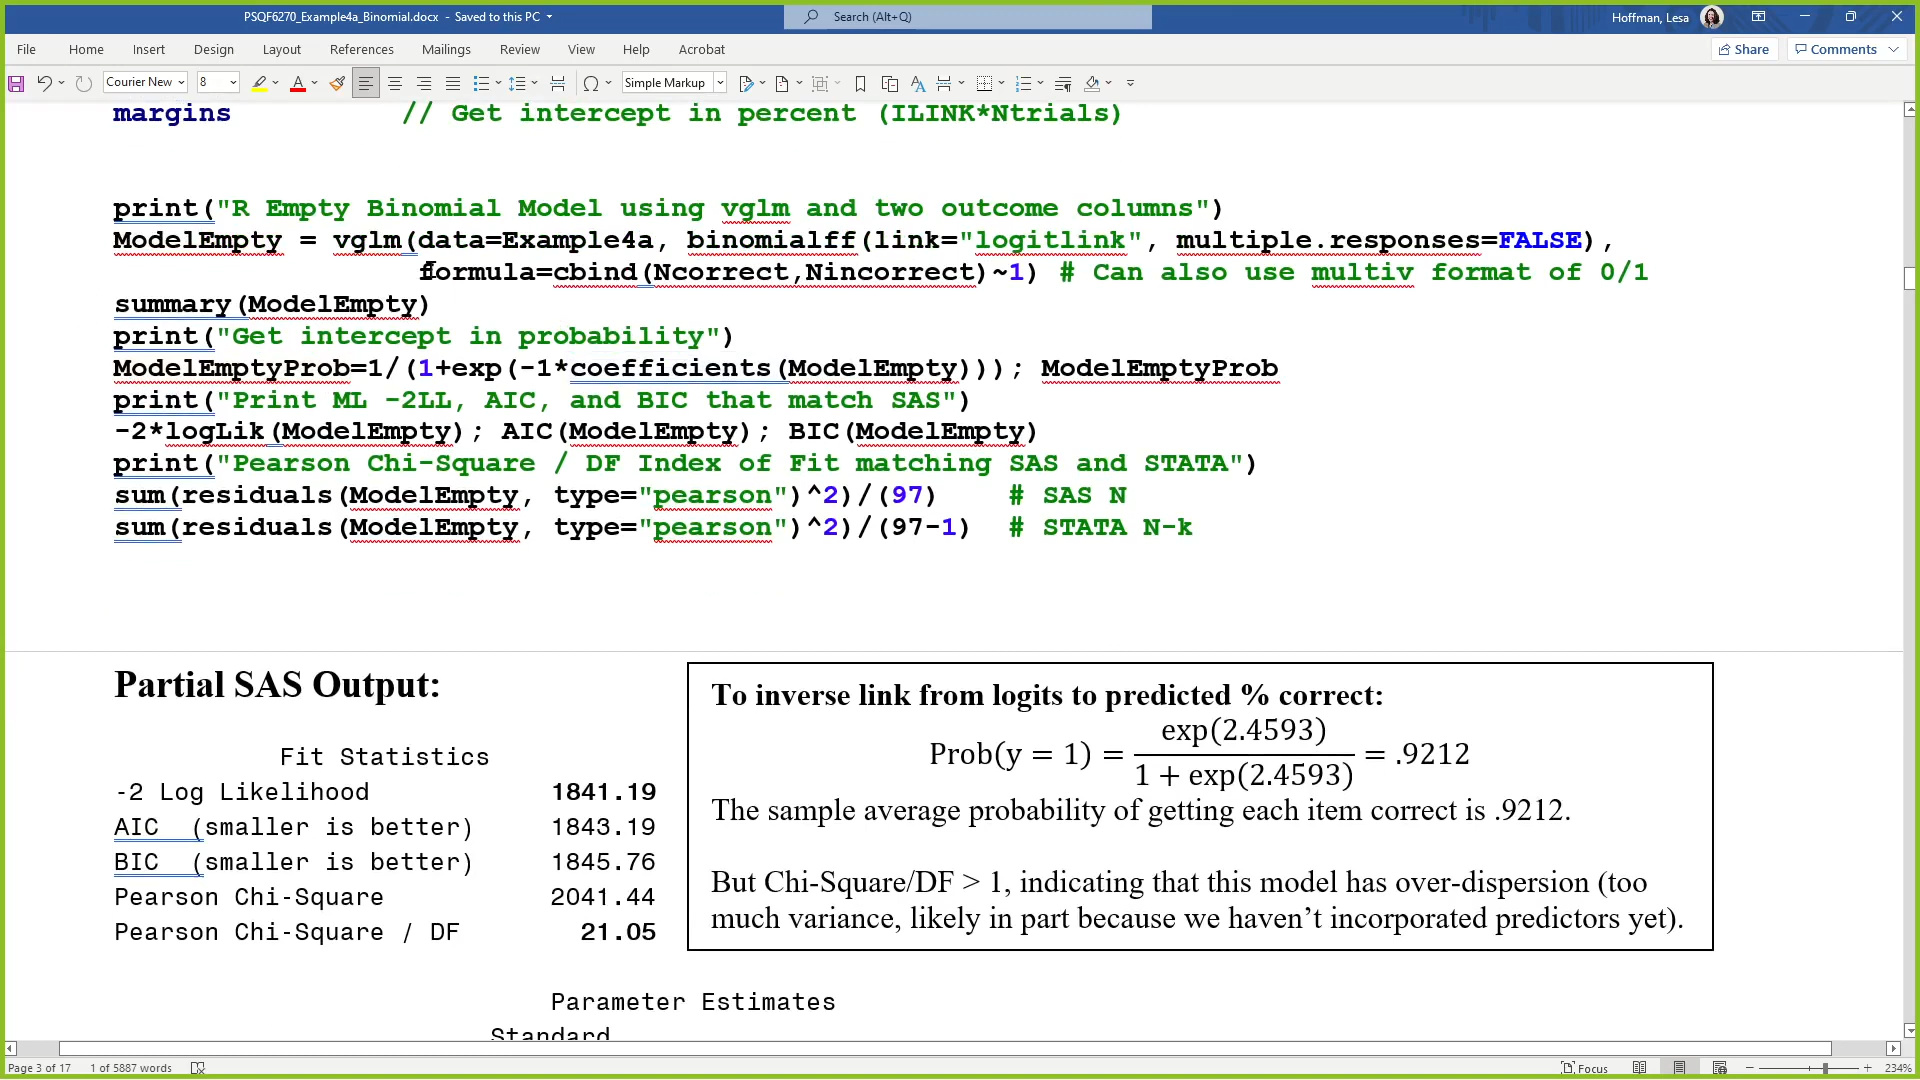 PSQF6270_Example4a_Binomial.docx - Saved to this PC
Search (Alt+Q)
Hoffman, Lesa
File Home Insert Design Layout References Mailings Review View Help Acrobat
Share Comments
Courier New 8 Simple Markup
margins // Get intercept in percent (ILINK*Ntrials)
print("R Empty Binomial Model using vglm and two outcome columns")
ModelEmpty = vglm(data=Example4a, binomialff(link="logitlink", multiple.responses=FALSE),
formula=cbind(Ncorrect,Nincorrect)~1) # Can also use multiv format of 0/1
summary(ModelEmpty)
print("Get intercept in probability")
ModelEmptyProb=1/(1+exp(-1*coefficients(ModelEmpty))); ModelEmptyProb
print("Print ML -2LL, AIC, and BIC that match SAS")
-2*logLik(ModelEmpty); AIC(ModelEmpty); BIC(ModelEmpty)
print("Pearson Chi-Square / DF Index of Fit matching SAS and STATA")
sum(residuals(ModelEmpty, type="pearson")^2)/(97) # SAS N
sum(residuals(ModelEmpty, type="pearson")^2)/(97-1) # STATA N-k
Partial SAS Output:
Fit Statistics
-2 Log Likelihood 1841.19
AIC (smaller is better) 1843.19
BIC (smaller is better) 1845.76
Pearson Chi-Square 2041.44
Pearson Chi-Square / DF 21.05
To inverse link from logits to predicted % correct:
Prob(y = 1) = exp(2.4593) / 1 + exp(2.4593) = .9212
The sample average probability of getting each item correct is .9212.
But Chi-Square/DF > 1, indicating that this model has over-dispersion (too
much variance, likely in part because we haven't incorporated predictors yet).
Parameter Estimates
Standard
Page 3 of 17 1 of 5887 words Focus 234%